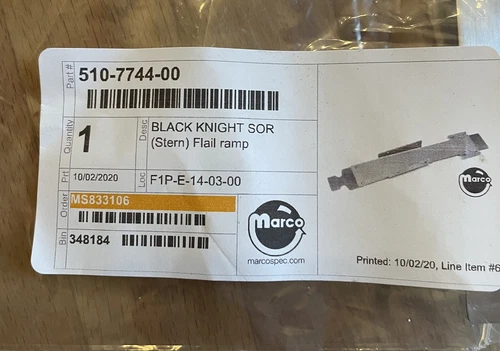 Part #
510-7744-00
Quantity
1
Desc
BLACK KNIGHT SOR
(Stern) Flail ramp
Prt
10/02/2020
Loc
F1P-E-14-03-00
Order
MS833106
Bin
348184
marco
marcospec.com
marco
Printed: 10/02/20, Line Item #6